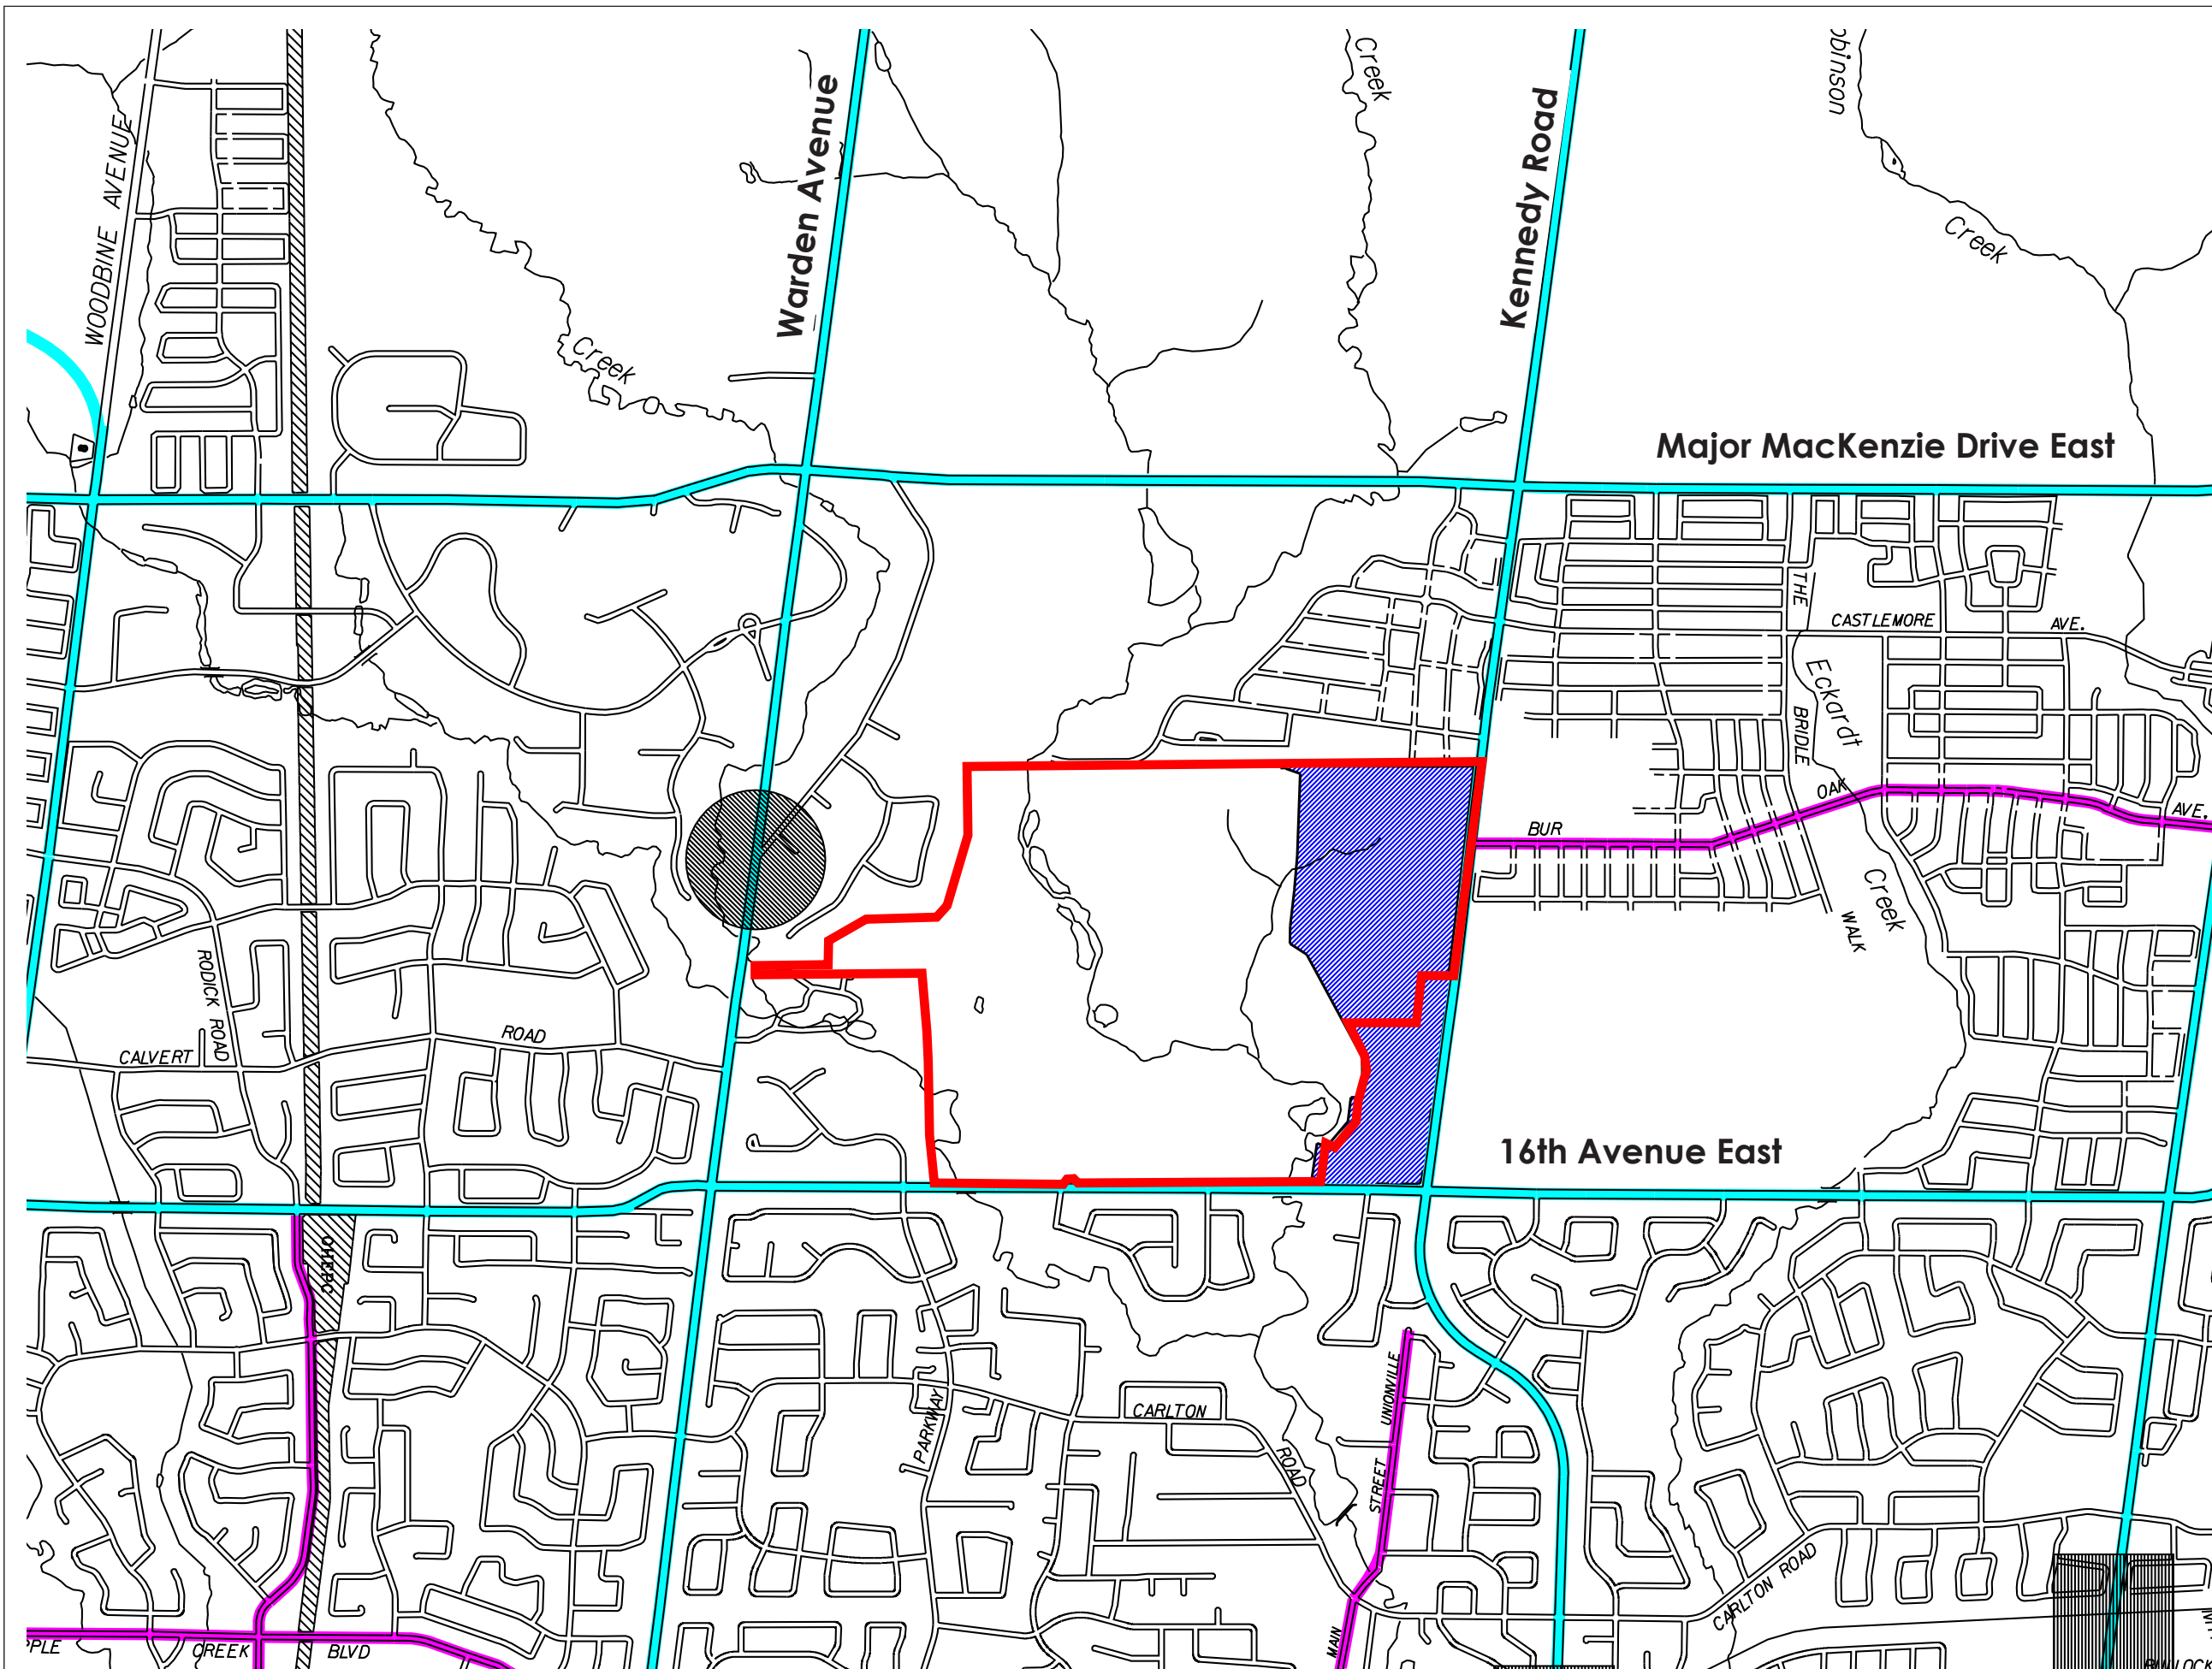 WOODBINE AVENUE
Warden Avenue
Creek
Kennedy Road
Creek
Creek
Major MacKenzie Drive East
THE
BRIDLE
WALK
CASTLEMORE
AVE.
Eckardt
Creek
BUR
OAK
AVE.
RODICK ROAD
CALVERT
ROAD
16th Avenue East
OHEPC
PARKWAY
CARLTON
ROAD
UNIONVILLE
STREET
MAIN
CARLTON ROAD
CREEK
BLVD